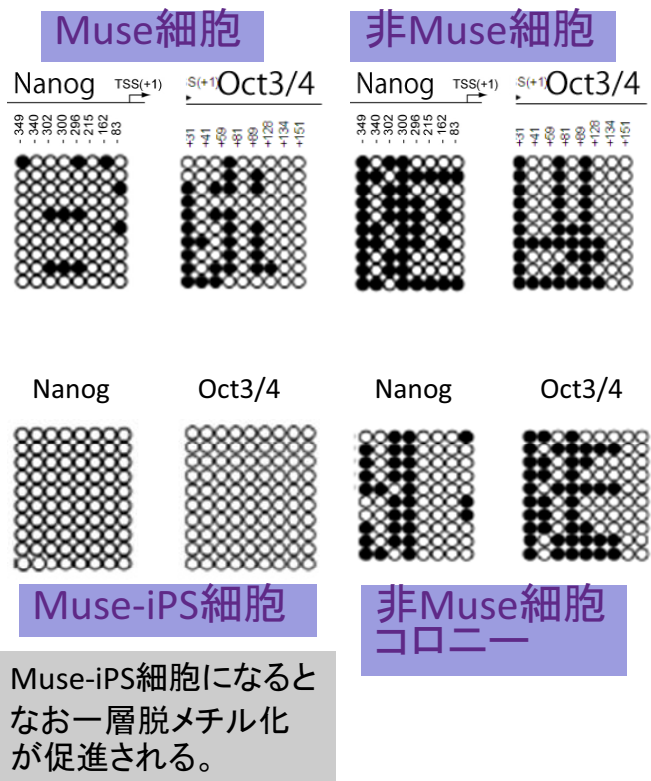 Muse細胞
非Muse細胞
Nanog TSS(+1)
S(+1) Oct3/4
Nanog TSS(+1)
S(+1) Oct3/4
- 349
- 340
- 302
- 300
- 296
- 215
- 162
- 83
+31
+41
+59
+81
+89
+128
+134
+151
- 349
- 340
- 302
- 300
- 296
- 215
- 162
- 83
+31
+41
+59
+81
+89
+128
+134
+151
Nanog
Oct3/4
Nanog
Oct3/4
Muse-iPS細胞
非Muse細胞
コロニー
Muse-iPS細胞になると
なお一層脱メチル化
が促進される。